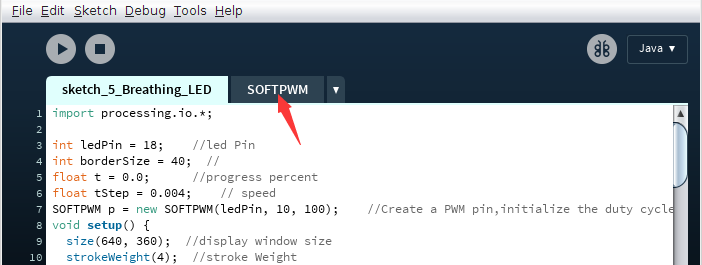 File Edit Sketch Debug Tools Help
Java ▾
sketch_5_Breathing_LED SOFTPWM ▾
1 import processing.io.*;
2
3 int ledPin = 18;    //led Pin
4 int borderSize = 40;  //
5 float t = 0.0;      //progress percent
6 float tStep = 0.004;    // speed
7 SOFTPWM p = new SOFTPWM(ledPin, 10, 100);    //Create a PWM pin,initialize the duty cycle
8 void setup() {
9   size(640, 360);  //display window size
10   strokeWeight(4);  //stroke Weight